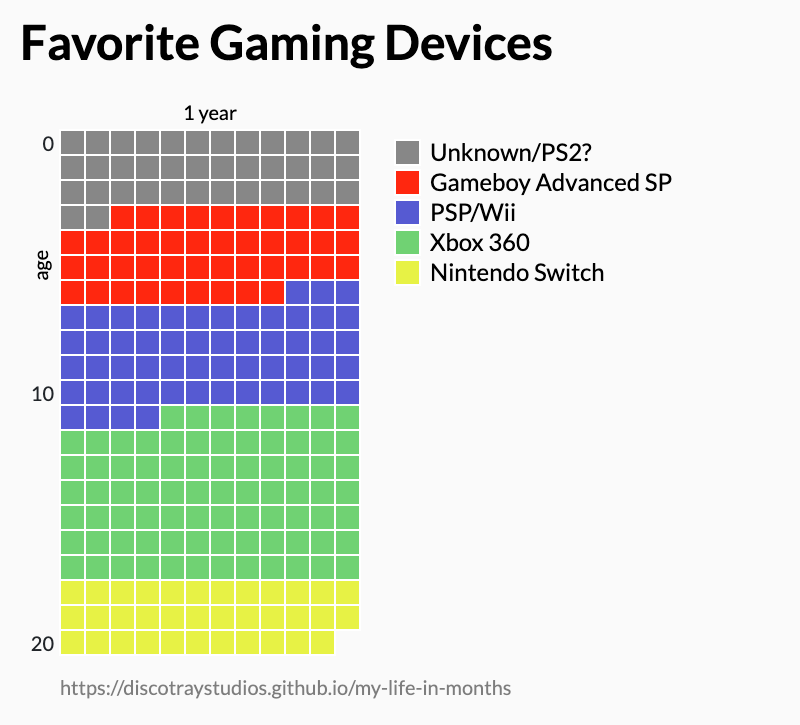 Favorite Gaming Devices
1 year
0
Unknown/PS2?
Gameboy Advanced SP
PSP/Wii
Xbox 360
Nintendo Switch
age
10
20
https://discotraystudios.github.io/my-life-in-months